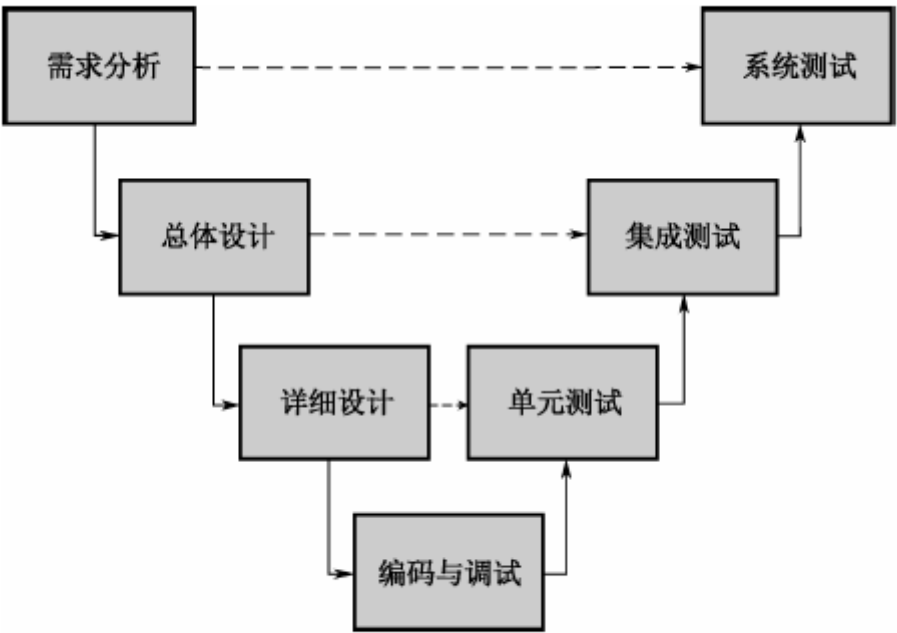 需求分析
系统测试
总体设计
集成测试
详细设计
单元测试
编码与调试